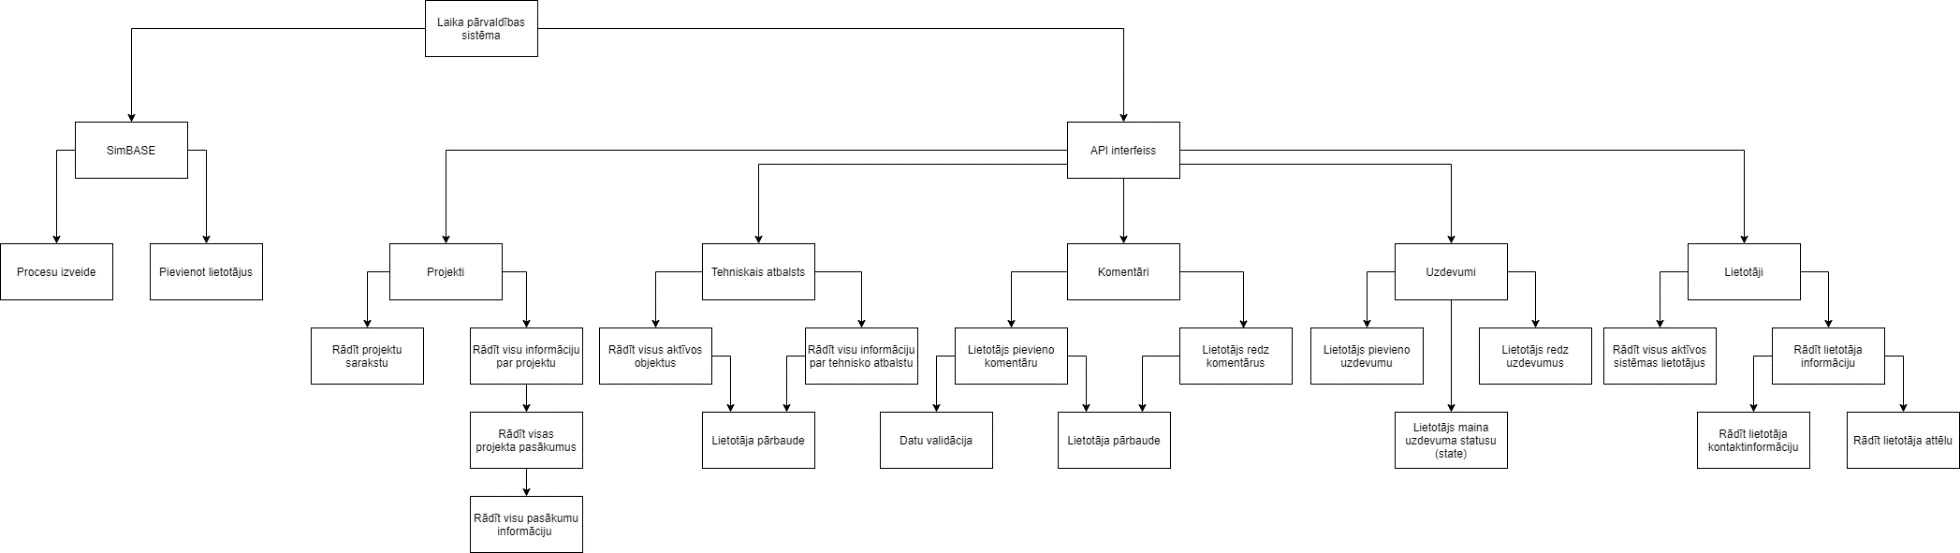 Laika pārvaldības
sistēma
SimBASE
API interfeiss
Procesu izveide
Pievienot lietotājus
Projekti
Tehniskais atbalsts
Komentāri
Uzdevumi
Lietotāji
Rādīt projektu
sarakstu
Rādīt visu informāciju
par projektu
Rādīt visus aktīvos
objektus
Rādīt visu informāciju
par tehnisko atbalstu
Lietotājs pievieno
komentāru
Lietotājs redz
komentārus
Lietotājs pievieno
uzdevumu
Lietotājs redz
uzdevumus
Rādīt visus aktīvos
sistēmas lietotājus
Rādīt lietotāja
informāciju
Rādīt visas
projekta pasākumus
Lietotāja pārbaude
Datu validācija
Lietotāja pārbaude
Lietotājs maina
uzdevuma statusu
(state)
Rādīt lietotāja
kontaktinformāciju
Rādīt lietotāja attēlu
Rādīt visu pasākumu
informāciju